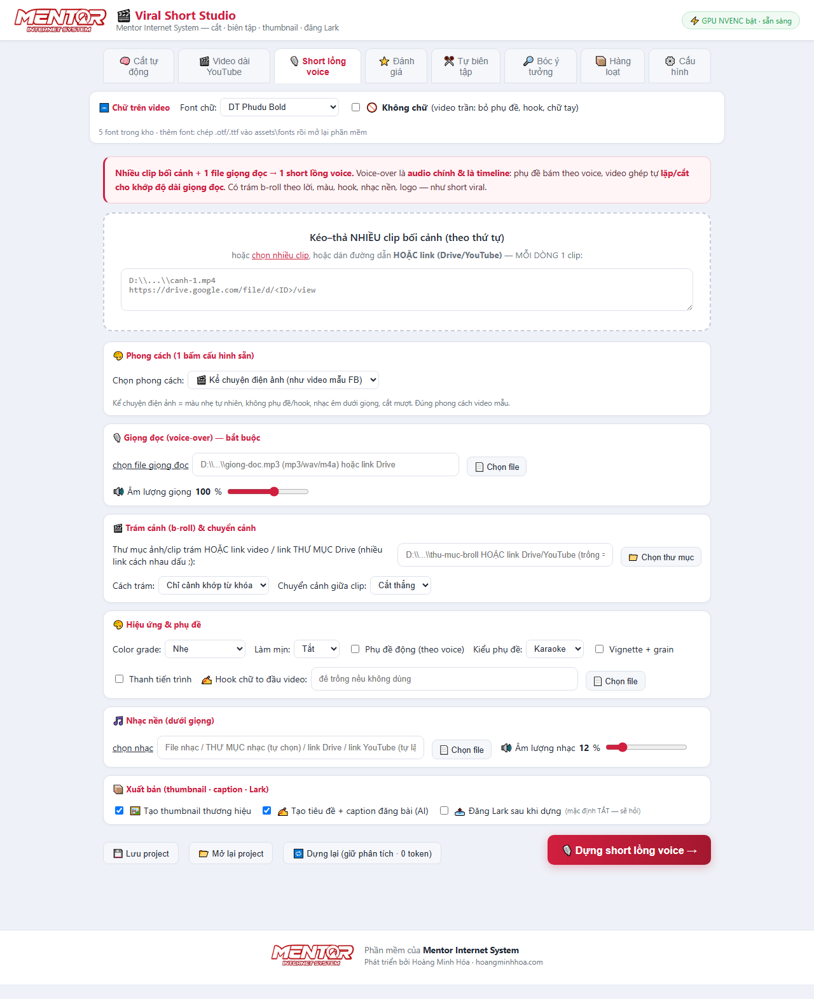 MENTOR
INTERNET SYSTEM
Viral Short Studio
Mentor Internet System — cắt · biên tập · thumbnail · đăng Lark
GPU NVENC bật · sẵn sàng
Cắt tự động
Video dài YouTube
Short lồng voice
Đánh giá
Tự biên tập
Bóc ý tưởng
Hàng loạt
Cấu hình
Chữ trên video Font chữ: DT Phudu Bold Không chữ (video trần: bỏ phụ đề, hook, chữ tay)
5 font trong kho · thêm font: chép .otf/.ttf vào assets\fonts rồi mở lại phần mềm
Nhiều clip bối cảnh + 1 file giọng đọc → 1 short lồng voice. Voice-over là audio chính & là timeline: phụ đề bám theo voice, video ghép tự lặp/cắt
cho khớp độ dài giọng đọc. Có trám b-roll theo lời, màu, hook, nhạc nền, logo — như short viral.
Kéo–thả NHIỀU clip bối cảnh (theo thứ tự)
hoặc chọn nhiều clip, hoặc dán đường dẫn HOẶC link (Drive/YouTube) — MỖI DÒNG 1 clip:
D:\\...\\canh-1.mp4
https://drive.google.com/file/d/<ID>/view
Phong cách (1 bấm cấu hình sẵn)
Chọn phong cách: Kể chuyện điện ảnh (như video mẫu FB)
Kể chuyện điện ảnh = màu nhẹ tự nhiên, không phụ đề/hook, nhạc êm dưới giọng, cắt mượt. Đúng phong cách video mẫu.
Giọng đọc (voice-over) — bắt buộc
chọn file giọng đọc D:\\...\\giong-doc.mp3 (mp3/wav/m4a) hoặc link Drive Chọn file
Âm lượng giọng 100 %
Trám cảnh (b-roll) & chuyển cảnh
Thư mục ảnh/clip trám HOẶC link video / link THƯ MỤC Drive (nhiều
link cách nhau dấu ;): D:\\...\\thu-muc-broll HOẶC link Drive/YouTube (trống = Chọn thư mục
Cách trám: Chỉ cảnh khớp từ khóa Chuyển cảnh giữa clip: Cắt thẳng
Hiệu ứng & phụ đề
Color grade: Nhẹ Làm mịn: Tắt Phụ đề động (theo voice) Kiểu phụ đề: Karaoke Vignette + grain
Thanh tiến trình Hook chữ to đầu video: để trống nếu không dùng Chọn file
Nhạc nền (dưới giọng)
chọn nhạc File nhạc / THƯ MỤC nhạc (tự chọn) / link Drive / link YouTube (tự lặ Chọn file Âm lượng nhạc 12 %
Xuất bản (thumbnail · caption · Lark)
Tạo thumbnail thương hiệu Tạo tiêu đề + caption đăng bài (AI) Đăng Lark sau khi dựng (mặc định TẮT — sẽ hỏi)
Lưu project Mở lại project Dựng lại (giữ phân tích · 0 token) Dựng short lồng voice →
MENTOR
INTERNET SYSTEM
Phần mềm của Mentor Internet System
Phát triển bởi Hoàng Minh Hóa · hoangminhhoa.com